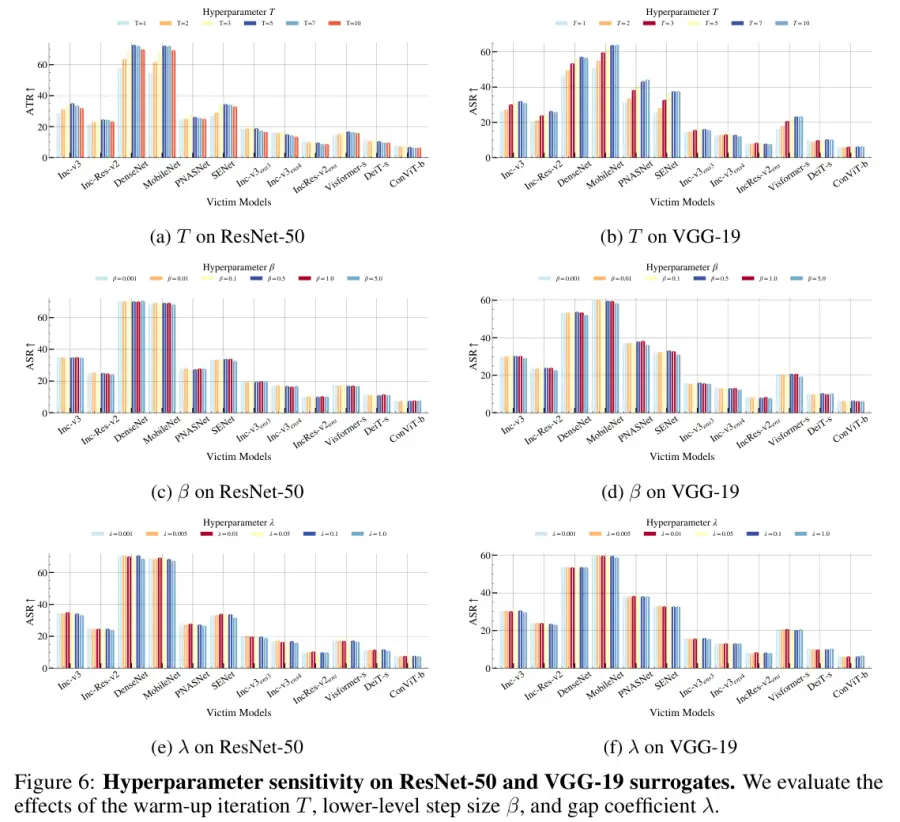 Hyperparameter T
T=1 T=2 T=3 T=5 T=7 T=10
ATR↑
60
40
20
0
Inc-v3 Inc-Res-v2 DenseNet MobileNet PNASNet SENet Inc-v3ens3 Inc-v3ens4 IncRes-v2ens Visformer-s DeiT-s ConViT-b
Victim Models
(a) T on ResNet-50
Hyperparameter T
T = 1 T = 2 T = 3 T = 5 T = 7 T = 10
ASR↑
60
40
20
0
Inc-v3 Inc-Res-v2 DenseNet MobileNet PNASNet SENet Inc-v3ens3 Inc-v3ens4 IncRes-v2ens Visformer-s DeiT-s ConViT-b
Victim Models
(b) T on VGG-19
Hyperparameter β
β = 0.001 β = 0.01 β = 0.1 β = 0.5 β = 1.0 β = 5.0
ASR↑
60
40
20
0
Inc-v3 Inc-Res-v2 DenseNet MobileNet PNASNet SENet Inc-v3ens3 Inc-v3ens4 IncRes-v2ens Visformer-s DeiT-s ConViT-b
Victim Models
(c) β on ResNet-50
Hyperparameter β
β = 0.001 β = 0.01 β = 0.1 β = 0.5 β = 1.0 β = 5.0
ASR↑
60
40
20
0
Inc-v3 Inc-Res-v2 DenseNet MobileNet PNASNet SENet Inc-v3ens3 Inc-v3ens4 IncRes-v2ens Visformer-s DeiT-s ConViT-b
Victim Models
(d) β on VGG-19
Hyperparameter λ
λ=0.001 λ=0.005 λ=0.01 λ=0.05 λ=0.1 λ=1.0
ASR↑
60
40
20
0
Inc-v3 Inc-Res-v2 DenseNet MobileNet PNASNet SENet Inc-v3ens3 Inc-v3ens4 IncRes-v2ens Visformer-s DeiT-s ConViT-b
Victim Models
(e) λ on ResNet-50
Hyperparameter λ
λ=0.001 λ=0.005 λ=0.01 λ=0.05 λ=0.1 λ=1.0
ASR↑
60
40
20
0
Inc-v3 Inc-Res-v2 DenseNet MobileNet PNASNet SENet Inc-v3ens3 Inc-v3ens4 IncRes-v2ens Visformer-s DeiT-s ConViT-b
Victim Models
(f) λ on VGG-19
Figure 6: Hyperparameter sensitivity on ResNet-50 and VGG-19 surrogates. We evaluate the
effects of the warm-up iteration T, lower-level step size β, and gap coefficient λ.